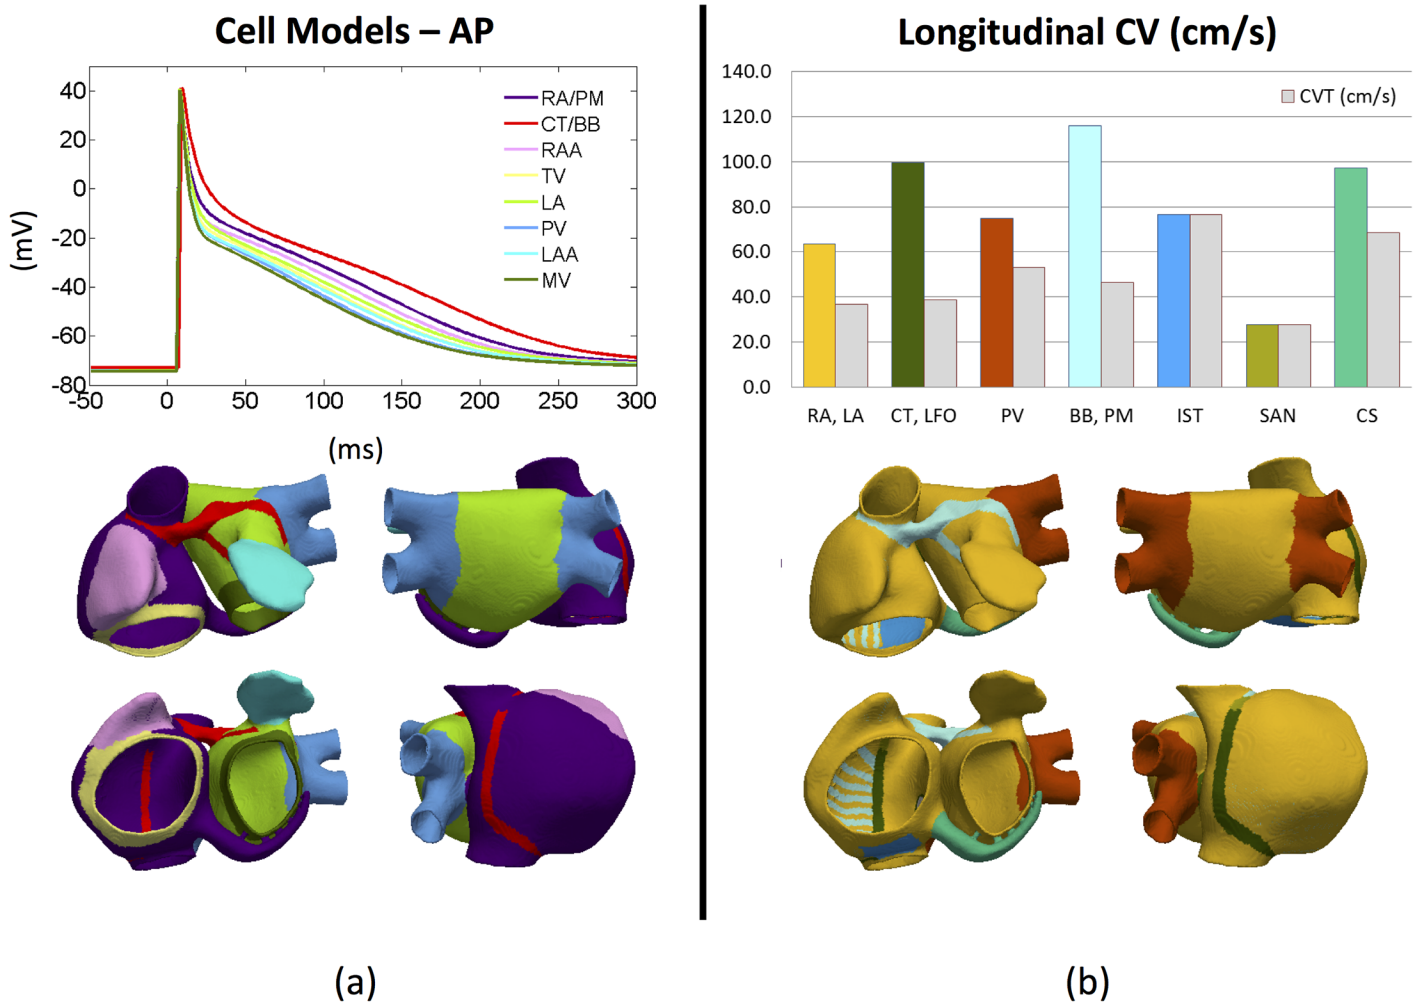 Cell Models – AP
40
20
0
-20
-40
-60
-80
(mV)
-50 0 50 100 150 200 250 300
(ms)
RA/PM
CT/BB
RAA
TV
LA
PV
LAA
MV
(a)
Longitudinal CV (cm/s)
140.0
120.0
100.0
80.0
60.0
40.0
20.0
0.0
CVT (cm/s)
RA, LA CT, LFO PV BB, PM IST SAN CS
(b)